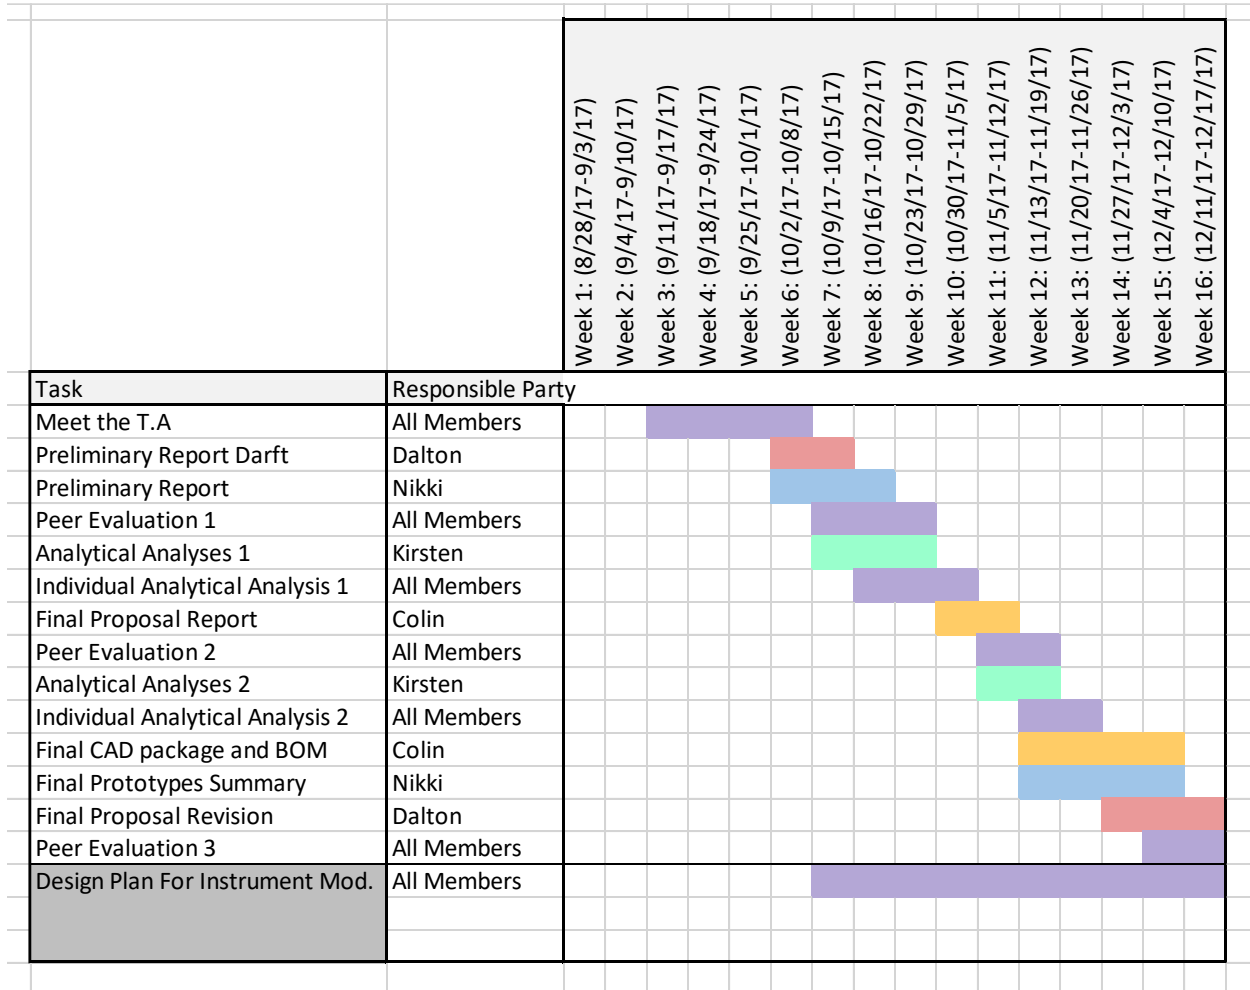 Week 1: (8/28/17-9/3/17)
Week 2: (9/4/17-9/10/17)
Week 3: (9/11/17-9/17/17)
Week 4: (9/18/17-9/24/17)
Week 5: (9/25/17-10/1/17)
Week 6: (10/2/17-10/8/17)
Week 7: (10/9/17-10/15/17)
Week 8: (10/16/17-10/22/17)
Week 9: (10/23/17-10/29/17)
Week 10: (10/30/17-11/5/17)
Week 11: (11/5/17-11/12/17)
Week 12: (11/13/17-11/19/17)
Week 13: (11/20/17-11/26/17)
Week 14: (11/27/17-12/3/17)
Week 15: (12/4/17-12/10/17)
Week 16: (12/11/17-12/17/17)
Task Responsible Party
Meet the T.A All Members
Preliminary Report Darft Dalton
Preliminary Report Nikki
Peer Evaluation 1 All Members
Analytical Analyses 1 Kirsten
Individual Analytical Analysis 1 All Members
Final Proposal Report Colin
Peer Evaluation 2 All Members
Analytical Analyses 2 Kirsten
Individual Analytical Analysis 2 All Members
Final CAD package and BOM Colin
Final Prototypes Summary Nikki
Final Proposal Revision Dalton
Peer Evaluation 3 All Members
Design Plan For Instrument Mod. All Members